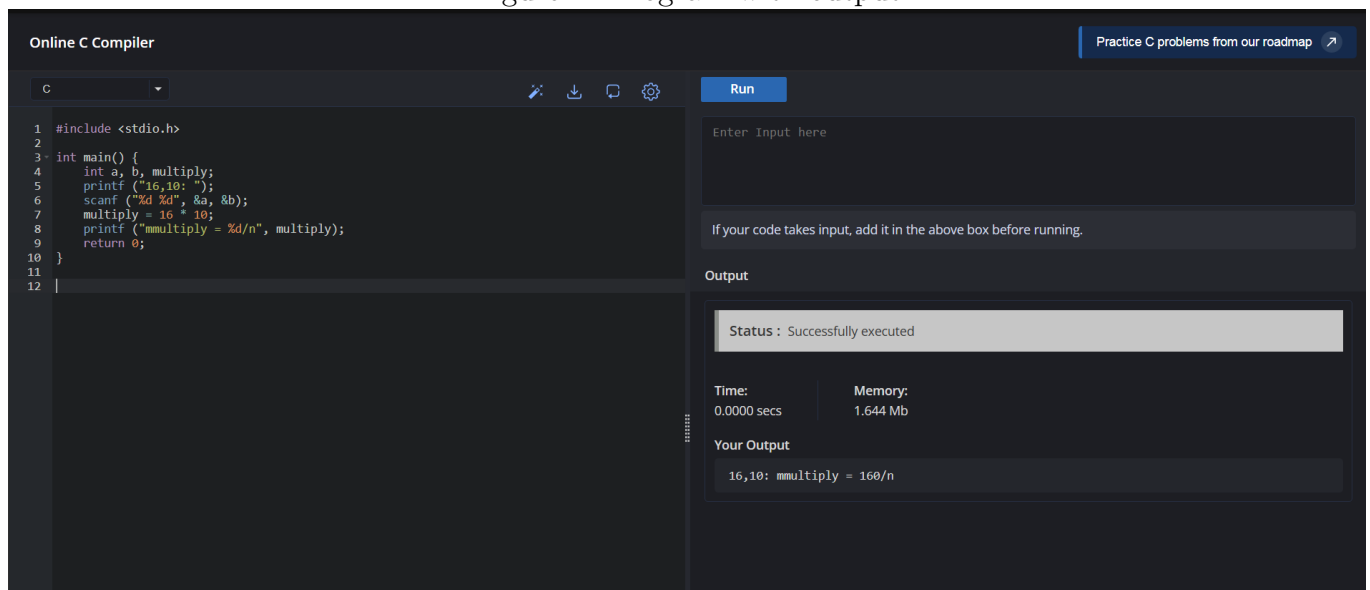 Online C Compiler
Practice C problems from our roadmap
C
Run
1 #include <stdio.h>
2
3 int main() {
4 int a, b, multiply;
5 printf ("16,10: ");
6 scanf ("%d %d", &a, &b);
7 multiply = 16 * 10;
8 printf ("mmultiply = %d/n", multiply);
9 return 0;
10 }
11
12
Enter Input here
If your code takes input, add it in the above box before running.
Output
Status : Successfully executed
Time: Memory:
0.0000 secs 1.644 Mb
Your Output
16,10: mmultiply = 160/n